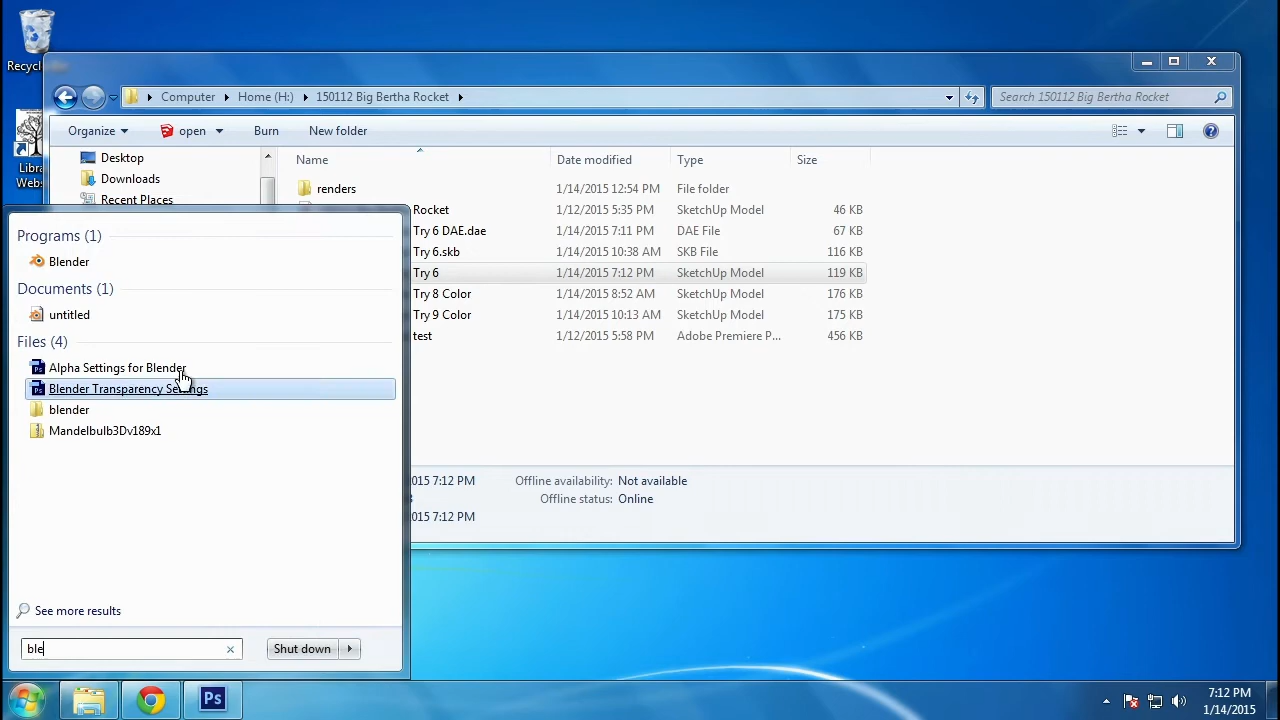 Recyc
Computer Home (H:) 150112 Big Bertha Rocket
Search 150112 Big Bertha Rocket
Organize open Burn New folder
Desktop
Downloads
Recent Places
Libra
Webs
Name Date modified Type Size
renders 1/14/2015 12:54 PM File folder
Rocket 1/12/2015 5:35 PM SketchUp Model 46 KB
Try 6 DAE.dae 1/14/2015 7:11 PM DAE File 67 KB
Try 6.skb 1/14/2015 10:38 AM SKB File 116 KB
Try 6 1/14/2015 7:12 PM SketchUp Model 119 KB
Try 8 Color 1/14/2015 8:52 AM SketchUp Model 176 KB
Try 9 Color 1/14/2015 10:13 AM SketchUp Model 175 KB
test 1/12/2015 5:58 PM Adobe Premiere P... 456 KB
015 7:12 PM Offline availability: Not available
Offline status: Online
015 7:12 PM
Programs (1)
Blender
Documents (1)
untitled
Files (4)
Alpha Settings for Blender
Blender Transparency Settings
blender
Mandelbulb3Dv189x1
See more results
ble
Shut down
Ps
7:12 PM
1/14/2015